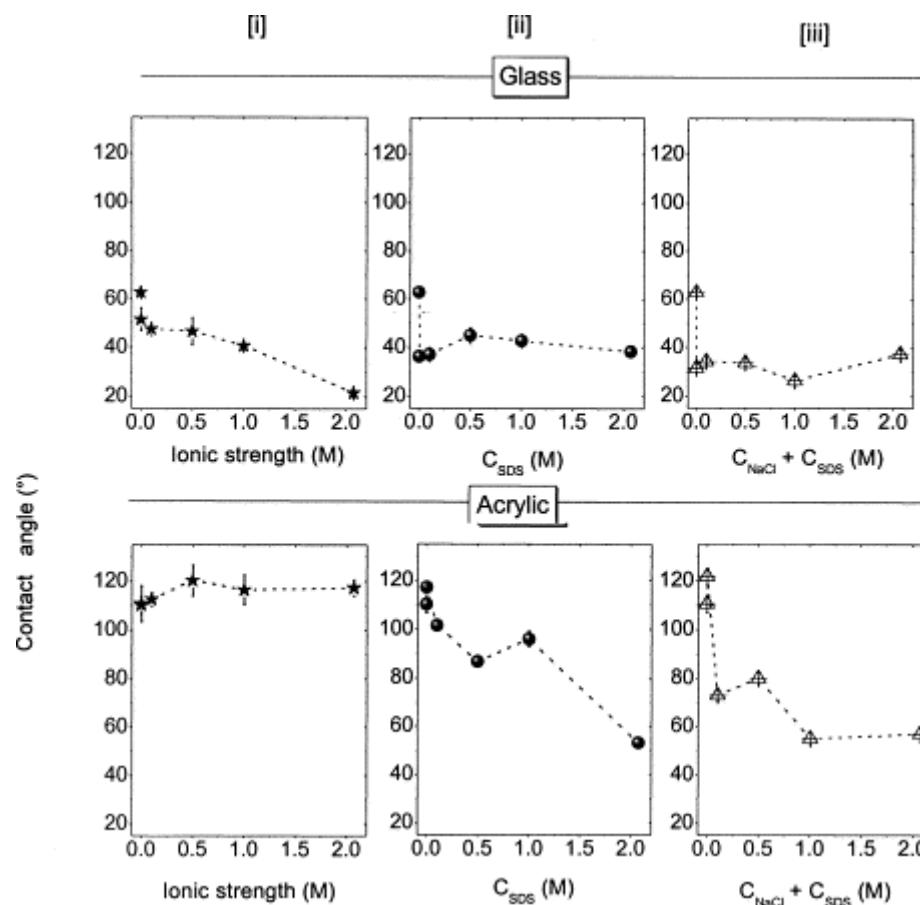 [i] [ii] [iii]
Glass
120 120 120
100 100 100
80 80 80
60 60 60
40 40 40
20 20 20
0.0 0.5 1.0 1.5 2.0 0.0 0.5 1.0 1.5 2.0 0.0 0.5 1.0 1.5 2.0
Ionic strength (M) C_SDS (M) C_NaCl + C_SDS (M)
Acrylic
Contact angle (°)
120 120 120
100 100 100
80 80 80
60 60 60
40 40 40
20 20 20
0.0 0.5 1.0 1.5 2.0 0.0 0.5 1.0 1.5 2.0 0.0 0.5 1.0 1.5 2.0
Ionic strength (M) C_SDS (M) C_NaCl + C_SDS (M)